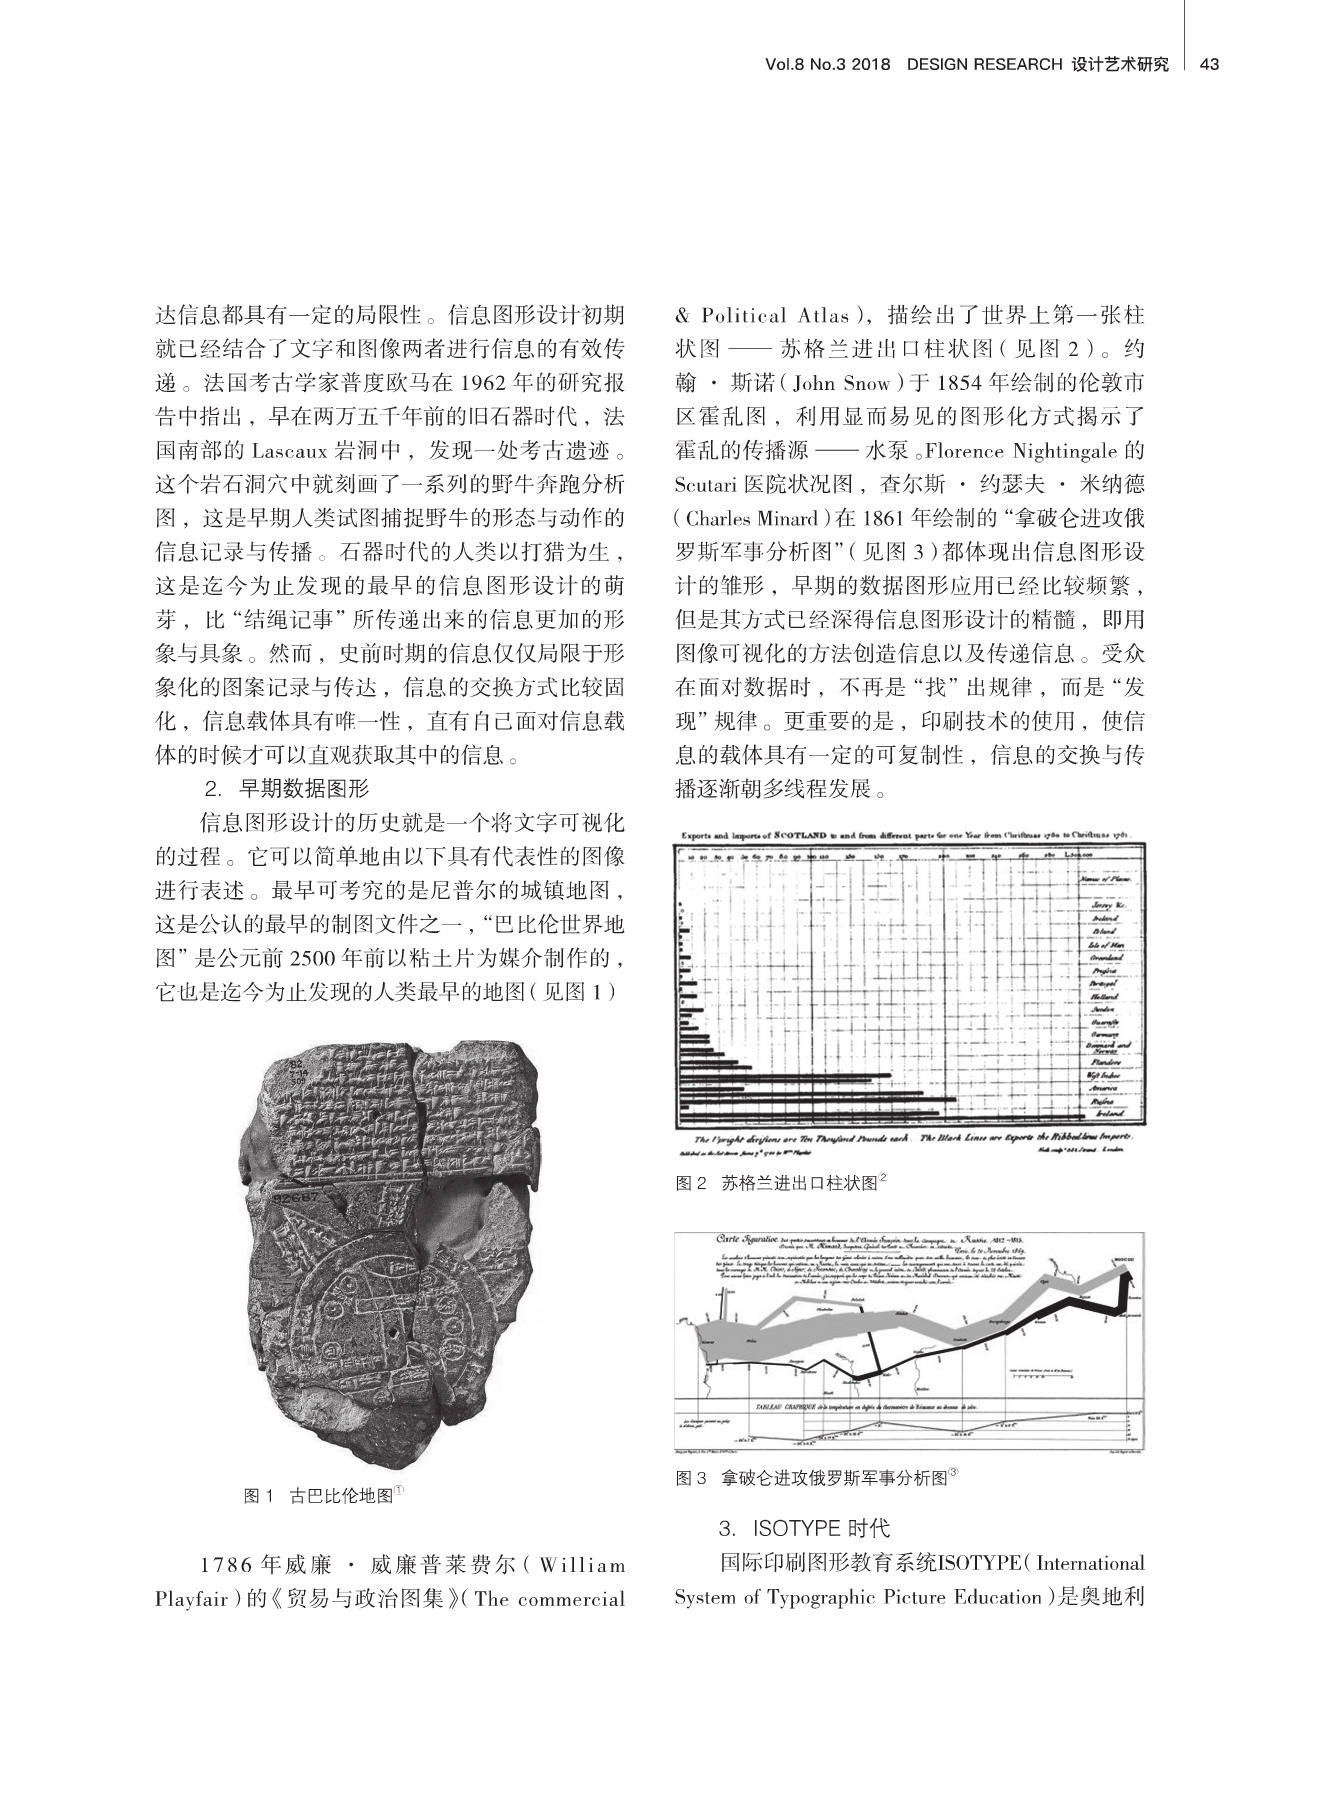 Vol.8 No.3 2018 DESIGN RESEARCH 设计艺术研究 43
达信息都具有一定的局限性。信息图形设计初期
就已经结合了文字和图像两者进行信息的有效传
递。法国考古学家普度欧马在 1962 年的研究报
告中指出，早在两万五千年前的旧石器时代，法
国南部的 Lascaux 岩洞中，发现一处考古遗迹。
这个岩石洞穴中就刻画了一系列的野牛奔跑分析
图，这是早期人类试图捕捉野牛的形态与动作的
信息记录与传播。石器时代的人类以打猎为生，
这是迄今为止发现的最早的信息图形设计的萌
芽，比“结绳记事”所传递出来的信息更加的形
象与具象。然而，史前时期的信息仅仅局限于形
象化的图案记录与传达，信息的交换方式比较固
化，信息载体具有唯一性，直有自己面对信息载
体的时候才可以直观获取其中的信息。
2. 早期数据图形
信息图形设计的历史就是一个将文字可视化
的过程。它可以简单地由以下具有代表性的图像
进行表述。最早可考究的是尼普尔的城镇地图，
这是公认的最早的制图文件之一，“巴比伦世界地
图”是公元前 2500 年前以粘土片为媒介制作的，
它也是迄今为止发现的人类最早的地图（见图 1）
92687
图 1 古巴比伦地图①
1786 年威廉·威廉普莱费尔（William
Playfair）的《贸易与政治图集》（The commercial
& Political Atlas），描绘出了世界上第一张柱
状图——苏格兰进出口柱状图（见图 2）。约
翰·斯诺（John Snow）于 1854 年绘制的伦敦市
区霍乱图，利用显而易见的图形化方式揭示了
霍乱的传播源——水泵。Florence Nightingale 的
Scutari 医院状况图，查尔斯·约瑟夫·米纳德
（Charles Minard）在 1861 年绘制的“拿破仑进攻俄
罗斯军事分析图”（见图 3）都体现出信息图形设
计的雏形，早期的数据图形应用已经比较频繁，
但是其方式已经深得信息图形设计的精髓，即用
图像可视化的方法创造信息以及传递信息。受众
在面对数据时，不再是“找”出规律，而是“发
现”规律。更重要的是，印刷技术的使用，使信
息的载体具有一定的可复制性，信息的交换与传
播逐渐朝多线程发展。
Exports and Imports of SCOTLAND to and from different parts for one Year from Christmas 1780 to Christmas 1781.
Names of Places
Jersey &c.
Iceland
Poland
Isle of Man
Greenland
Prussia
Portugal
Holland
Sweden
Guernsey
Germany
Denmark and
Norway
Flanders
West Indies
America
Russia
Ireland
The Upright divisions are Ten Thousand Pounds each. The Black Lines are Exports the Ribbed lines Imports.
图 2 苏格兰进出口柱状图②
Carte Figurative
MOSCOU
TABLEAU GRAPHIQUE
图 3 拿破仑进攻俄罗斯军事分析图③
3. ISOTYPE 时代
国际印刷图形教育系统ISOTYPE（International
System of Typographic Picture Education）是奥地利